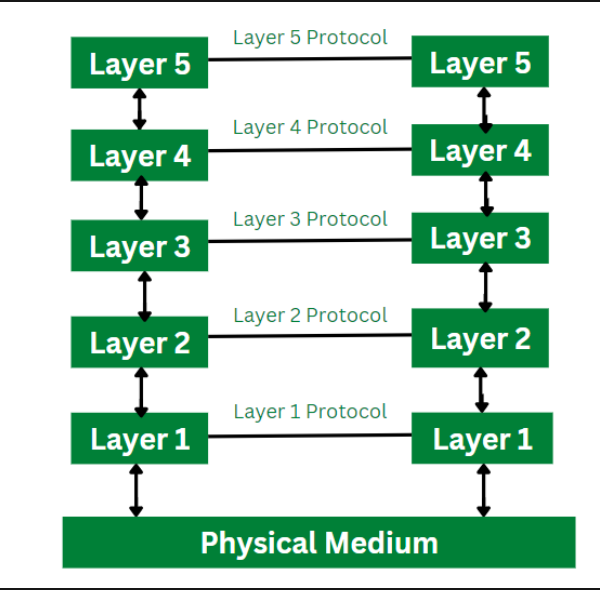 Layer 5 Protocol
Layer 5
Layer 5
Layer 4 Protocol
Layer 4
Layer 4
Layer 3 Protocol
Layer 3
Layer 3
Layer 2 Protocol
Layer 2
Layer 2
Layer 1 Protocol
Layer 1
Layer 1
Physical Medium